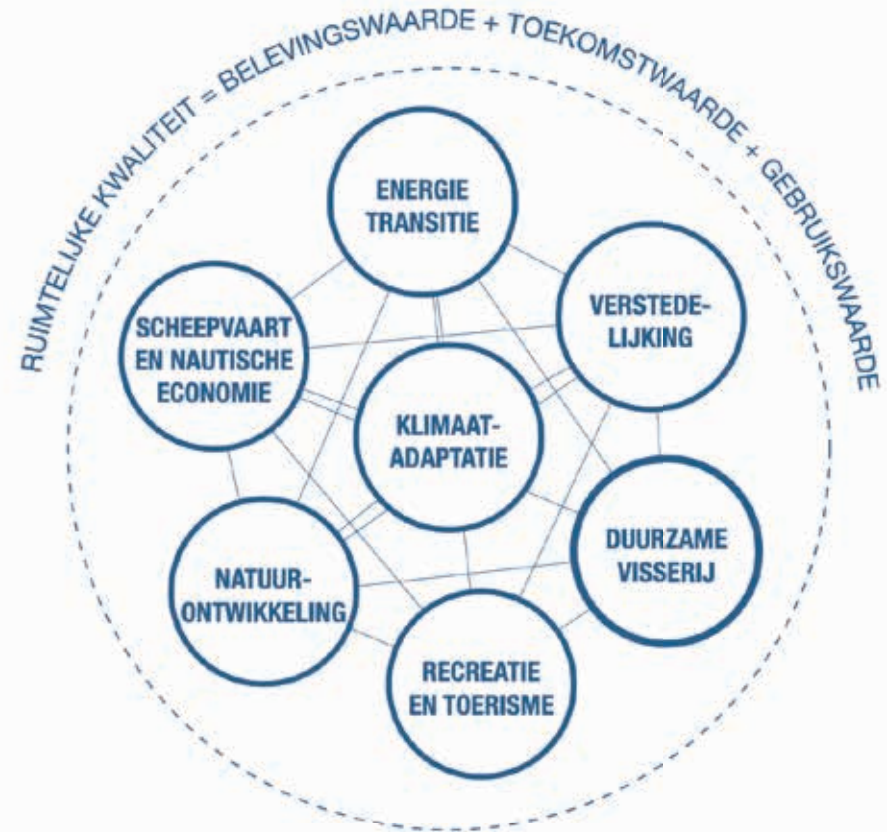 RUIMTELIJKE KWALITEIT = BELEVINGSWAARDE + TOEKOMSTWAARDE + GEBRUIKSWAARDE
ENERGIE
TRANSITIE
VERSTEDE-
LIJKING
SCHEEPVAART
EN NAUTISCHE
ECONOMIE
KLIMAAT-
ADAPTATIE
DUURZAME
VISSERIJ
NATUUR-
ONTWIKKELING
RECREATIE
EN TOERISME